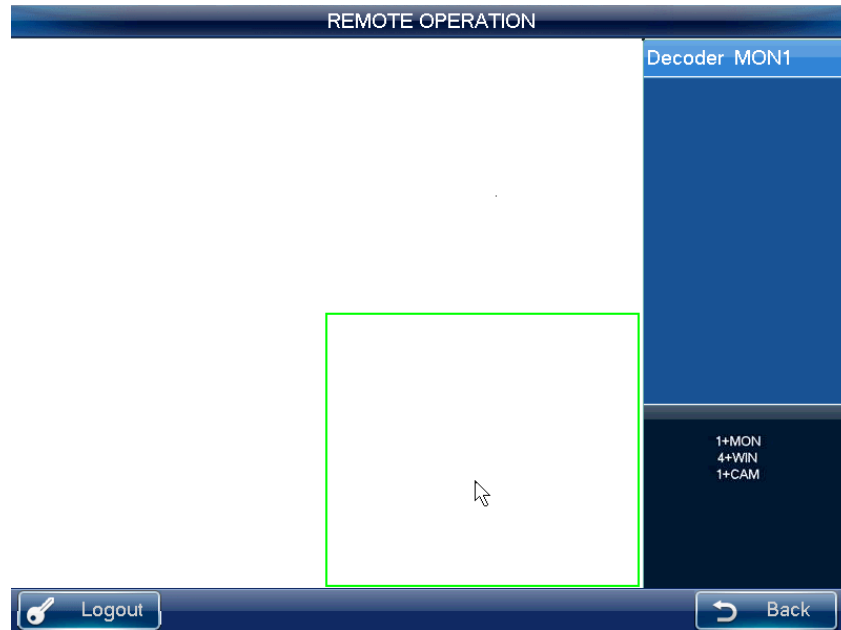 REMOTE OPERATION
Decoder MON1
1+MON
4+WIN
1+CAM
Logout
Back